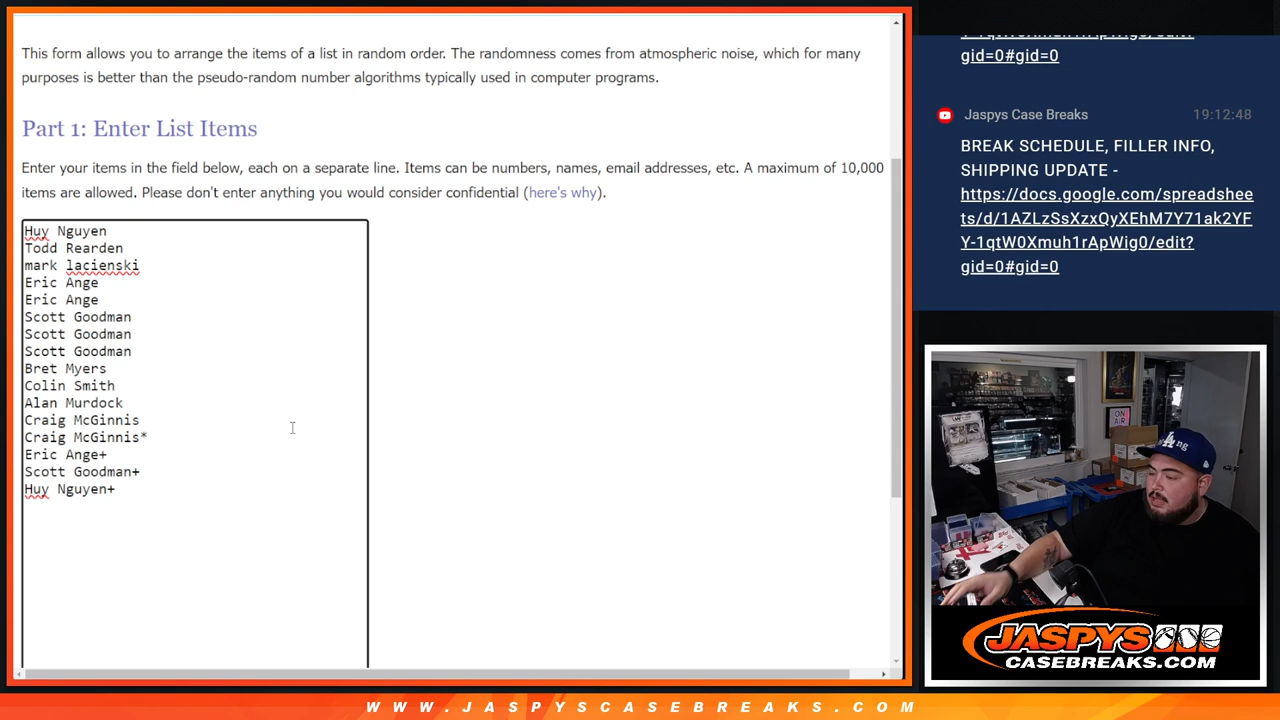 This form allows you to arrange the items of a list in random order. The randomness comes from atmospheric noise, which for many
purposes is better than the pseudo-random number algorithms typically used in computer programs.
Part 1: Enter List Items
Enter your items in the field below, each on a separate line. Items can be numbers, names, email addresses, etc. A maximum of 10,000
items are allowed. Please don't enter anything you would consider confidential (here's why).
Huy Nguyen
Todd Rearden
mark lacienski
Eric Ange
Eric Ange
Scott Goodman
Scott Goodman
Scott Goodman
Bret Myers
Colin Smith
Alan Murdock
Craig McGinnis
Craig McGinnis*
Eric Ange+
Scott Goodman+
Huy Nguyen+
gid=0#gid=0
Jaspys Case Breaks 19:12:48
BREAK SCHEDULE, FILLER INFO,
SHIPPING UPDATE -
https://docs.google.com/spreadshee
ts/d/1AZLzSsXzxQyXEhM7Y71ak2YF
Y-1qtW0Xmuh1rApWig0/edit?
gid=0#gid=0
ON
AIR
LA
JASPYS
CASEBREAKS.COM
WWW.JASPYSCASEBREAKS.COM